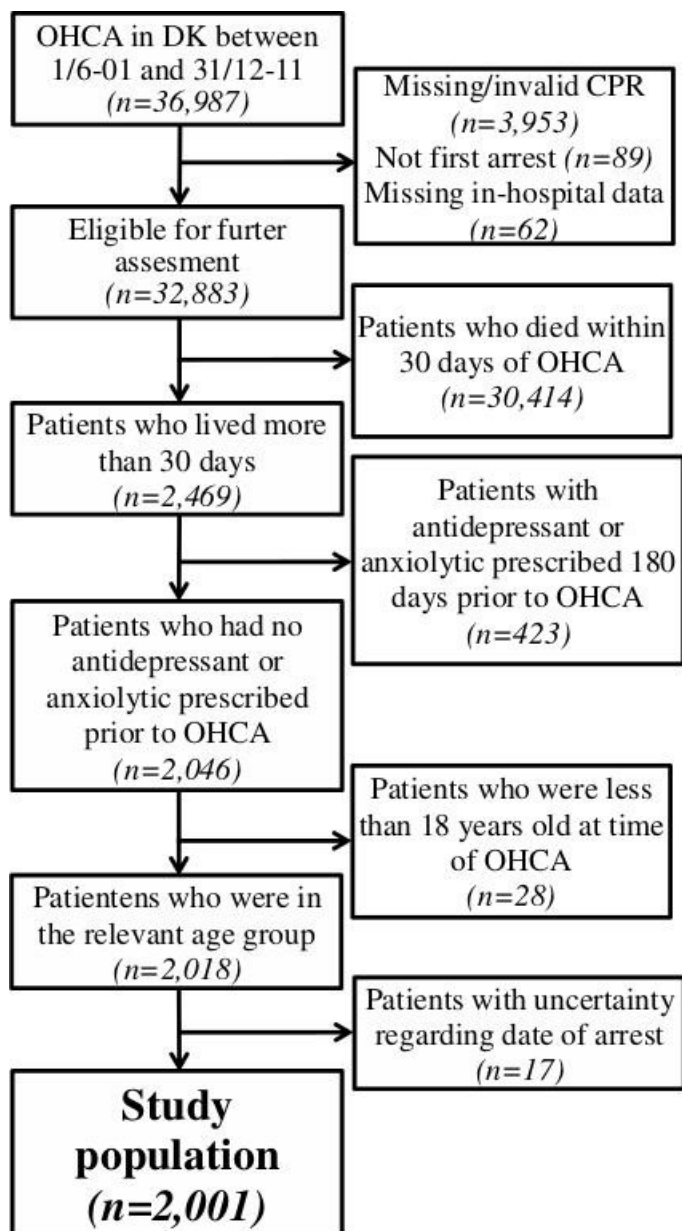 OHCA in DK between
1/6-01 and 31/12-11
(n=36,987)
Missing/invalid CPR
(n=3,953)
Not first arrest (n=89)
Missing in-hospital data
(n=62)
Eligible for furter
assesment
(n=32,883)
Patients who died within
30 days of OHCA
(n=30,414)
Patients who lived more
than 30 days
(n=2,469)
Patients with
antidepressant or
anxiolytic prescribed 180
days prior to OHCA
(n=423)
Patients who had no
antidepressant or
anxiolytic prescribed
prior to OHCA
(n=2,046)
Patients who were less
than 18 years old at time
of OHCA
(n=28)
Patientens who were in
the relevant age group
(n=2,018)
Patients with uncertainty
regarding date of arrest
(n=17)
Study
population
(n=2,001)